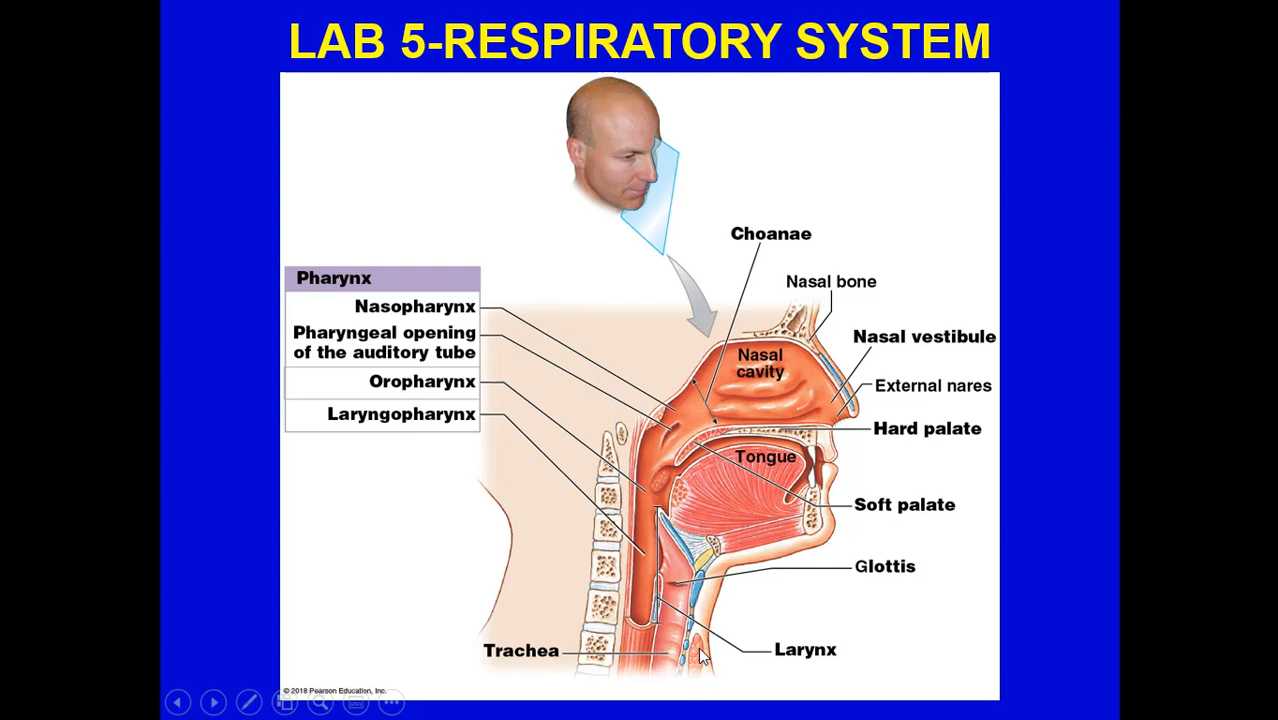 LAB 5-RESPIRATORY SYSTEM
Choanae
Pharynx
Nasal bone
Nasopharynx
Pharyngeal opening
of the auditory tube
Nasal vestibule
Nasal
cavity
Oropharynx
External nares
Laryngopharynx
Hard palate
Tongue
Soft palate
Glottis
Trachea
Larynx
© 2018 Pearson Education, Inc.